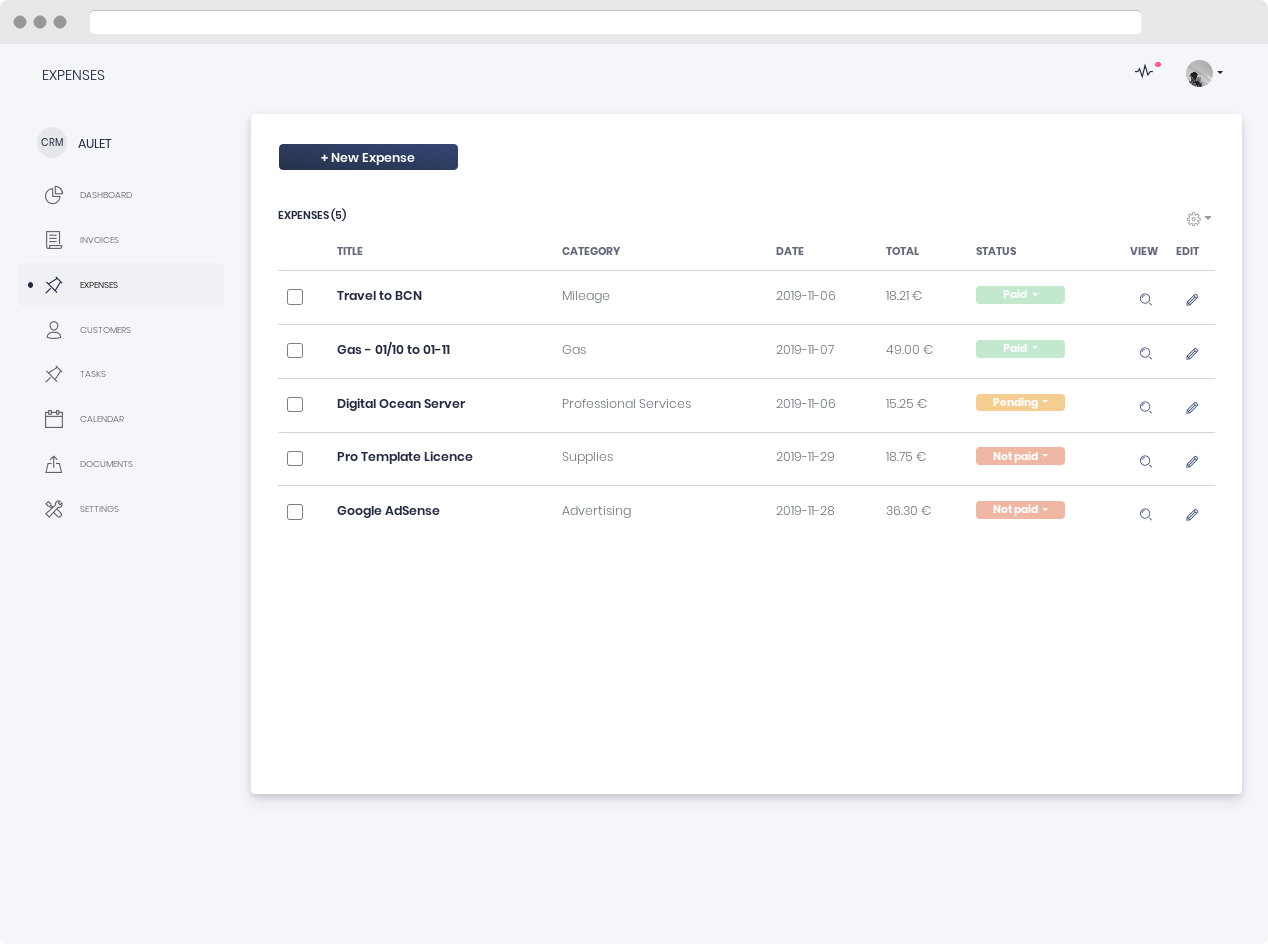 EXPENSES
CRM AULET
DASHBOARD
INVOICES
EXPENSES
CUSTOMERS
TASKS
CALENDAR
DOCUMENTS
SETTINGS
+ New Expense
EXPENSES (5)
TITLE CATEGORY DATE TOTAL STATUS VIEW EDIT
Travel to BCN Mileage 2019-11-06 18.21 € Paid
Gas - 01/10 to 01-11 Gas 2019-11-07 49.00 € Paid
Digital Ocean Server Professional Services 2019-11-06 15.25 € Pending
Pro Template Licence Supplies 2019-11-29 18.75 € Not paid
Google AdSense Advertising 2019-11-28 36.30 € Not paid